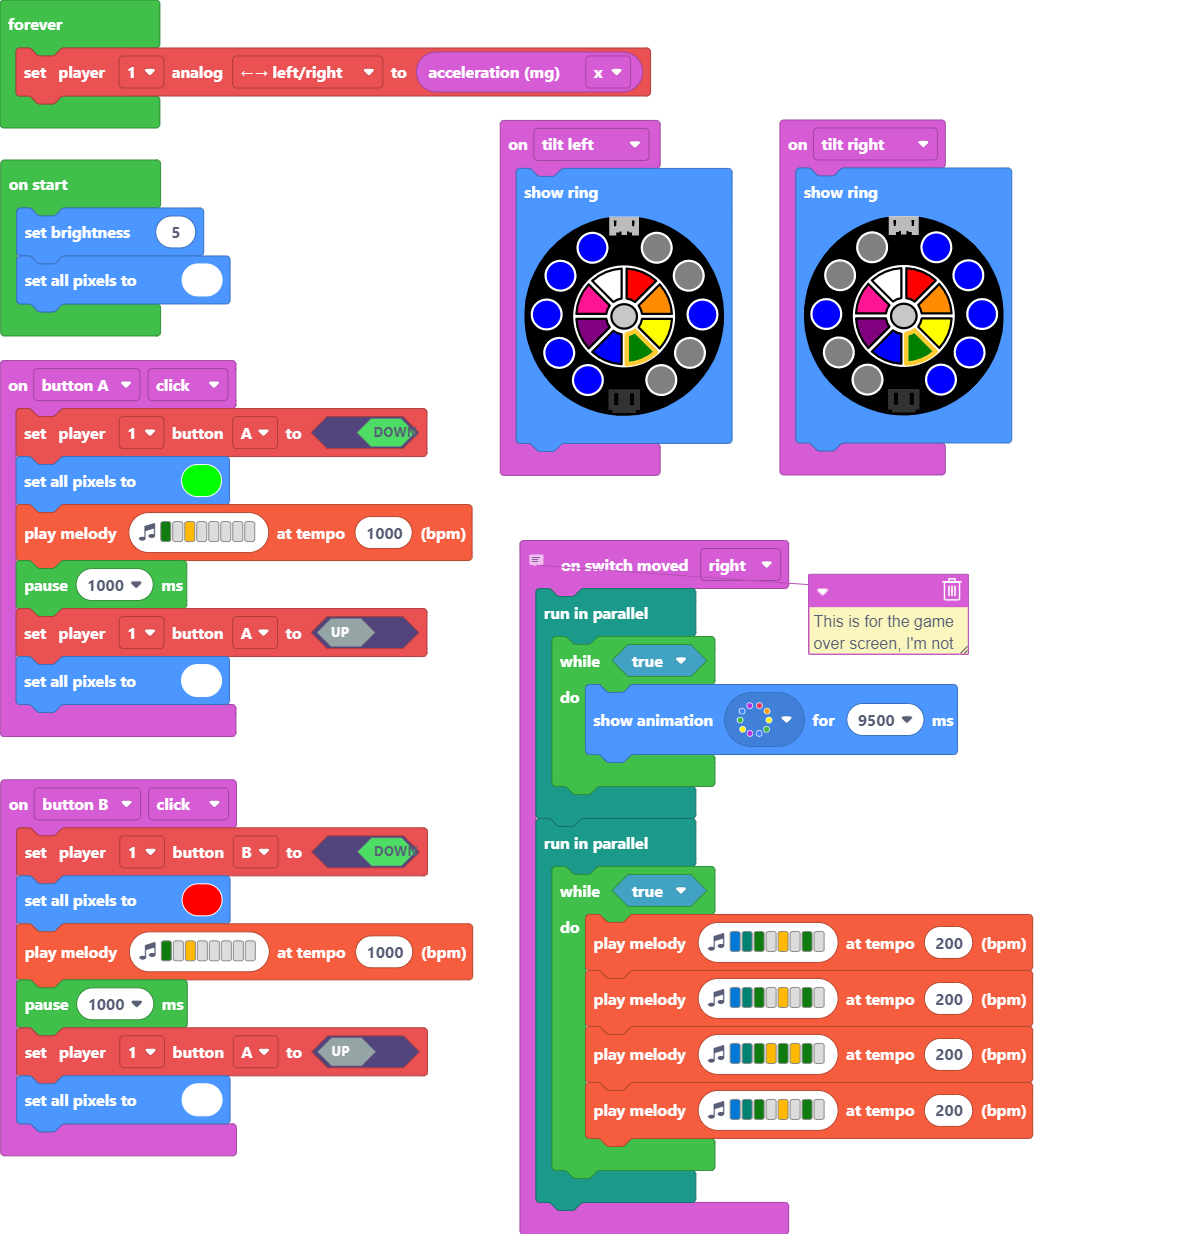 forever
set player 1 analog ←→ left/right to acceleration (mg) x
on start
set brightness 5
set all pixels to
on button A click
set player 1 button A to DOWN
set all pixels to
play melody at tempo 1000 (bpm)
pause 1000 ms
set player 1 button A to UP
set all pixels to
on button B click
set player 1 button B to DOWN
set all pixels to
play melody at tempo 1000 (bpm)
pause 1000 ms
set player 1 button A to UP
set all pixels to
on tilt left
show ring
on tilt right
show ring
on switch moved right
run in parallel
while true
do
show animation for 9500 ms
run in parallel
while true
do
play melody at tempo 200 (bpm)
play melody at tempo 200 (bpm)
play melody at tempo 200 (bpm)
play melody at tempo 200 (bpm)
This is for the game
over screen, I'm not